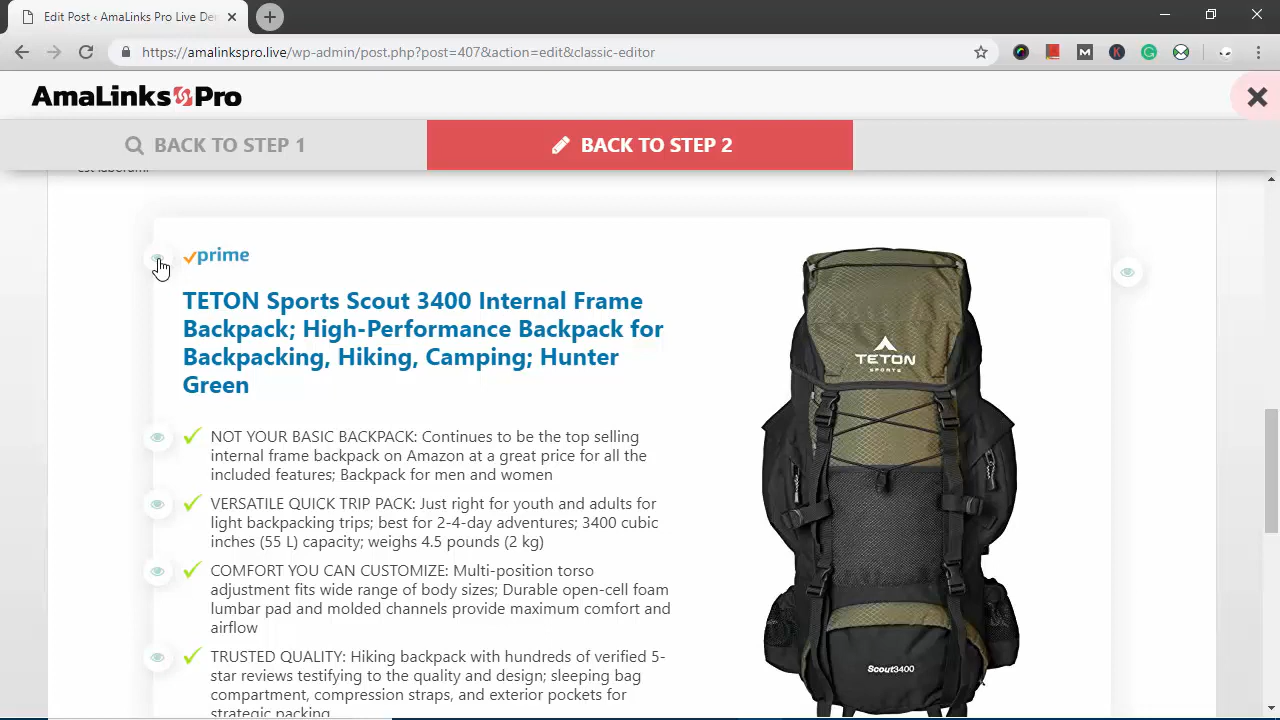 Edit Post ‹ AmaLinks Pro Live De
https://amalinkspro.live/wp-admin/post.php?post=407&action=edit&classic-editor
AmaLinks Pro
BACK TO STEP 1
BACK TO STEP 2
est laborum.
prime
TETON Sports Scout 3400 Internal Frame
Backpack; High-Performance Backpack for
Backpacking, Hiking, Camping; Hunter
Green
NOT YOUR BASIC BACKPACK: Continues to be the top selling
internal frame backpack on Amazon at a great price for all the
included features; Backpack for men and women
VERSATILE QUICK TRIP PACK: Just right for youth and adults for
light backpacking trips; best for 2-4-day adventures; 3400 cubic
inches (55 L) capacity; weighs 4.5 pounds (2 kg)
COMFORT YOU CAN CUSTOMIZE: Multi-position torso
adjustment fits wide range of body sizes; Durable open-cell foam
lumbar pad and molded channels provide maximum comfort and
airflow
TRUSTED QUALITY: Hiking backpack with hundreds of verified 5-
star reviews testifying to the quality and design; sleeping bag
compartment, compression straps, and exterior pockets for
strategic packing
TETON
SPORTS
Scout3400